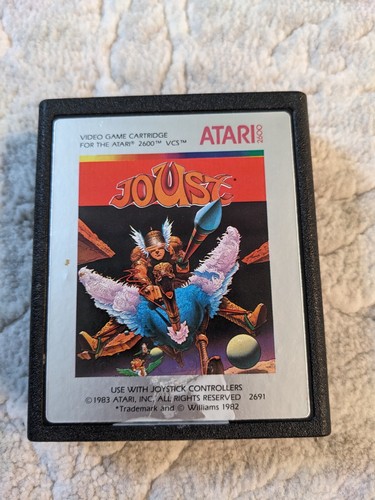 VIDEO GAME CARTRIDGE
FOR THE ATARI® 2600™ VCS™
ATARI 2600
JOUST*
USE WITH JOYSTICK CONTROLLERS
©1983 ATARI, INC. ALL RIGHTS RESERVED 2691
*Trademark and © Williams 1982